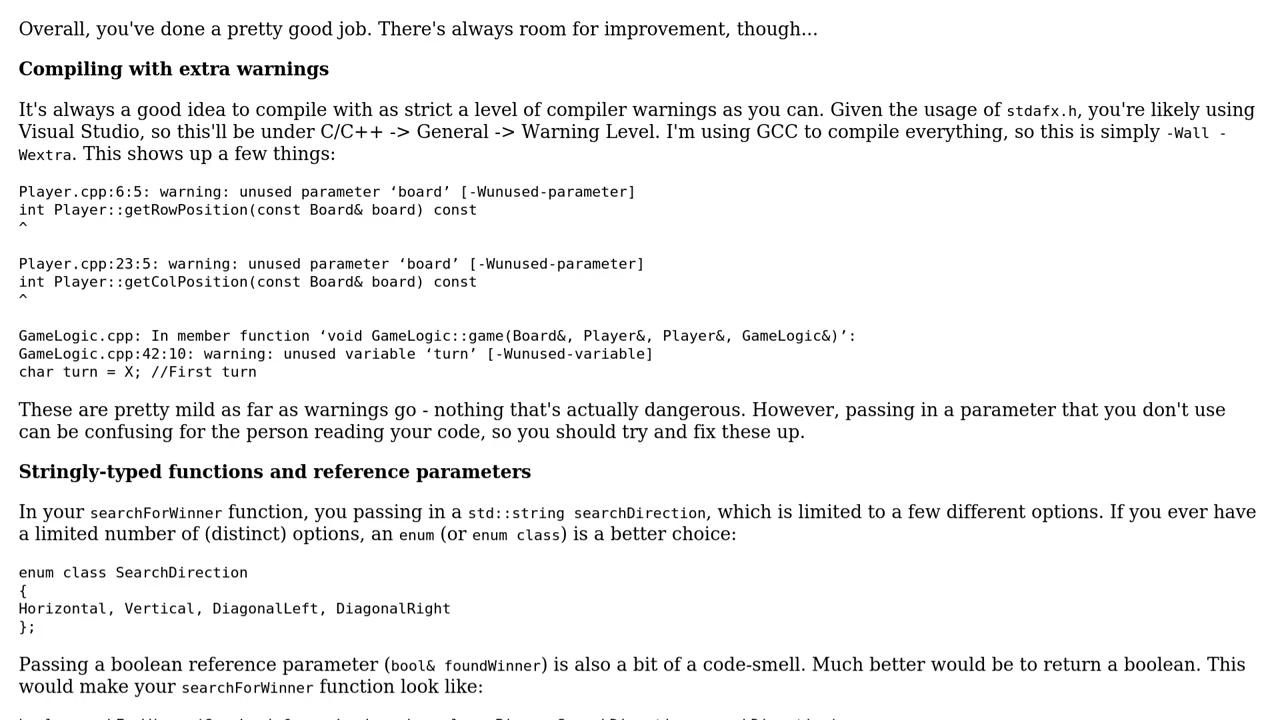 Overall, you've done a pretty good job. There's always room for improvement, though...
Compiling with extra warnings
It's always a good idea to compile with as strict a level of compiler warnings as you can. Given the usage of stdafx.h, you're likely using
Visual Studio, so this'll be under C/C++ -> General -> Warning Level. I'm using GCC to compile everything, so this is simply -Wall -
Wextra. This shows up a few things:
Player.cpp:6:5: warning: unused parameter ‘board’ [-Wunused-parameter]
int Player::getRowPosition(const Board& board) const
^
Player.cpp:23:5: warning: unused parameter ‘board’ [-Wunused-parameter]
int Player::getColPosition(const Board& board) const
^
GameLogic.cpp: In member function ‘void GameLogic::game(Board&, Player&, Player&, GameLogic&)’:
GameLogic.cpp:42:10: warning: unused variable ‘turn’ [-Wunused-variable]
char turn = X; //First turn
These are pretty mild as far as warnings go - nothing that's actually dangerous. However, passing in a parameter that you don't use
can be confusing for the person reading your code, so you should try and fix these up.
Stringly-typed functions and reference parameters
In your searchForWinner function, you passing in a std::string searchDirection, which is limited to a few different options. If you ever have
a limited number of (distinct) options, an enum (or enum class) is a better choice:
enum class SearchDirection
{
Horizontal, Vertical, DiagonalLeft, DiagonalRight
};
Passing a boolean reference parameter (bool& foundWinner) is also a bit of a code-smell. Much better would be to return a boolean. This
would make your searchForWinner function look like: